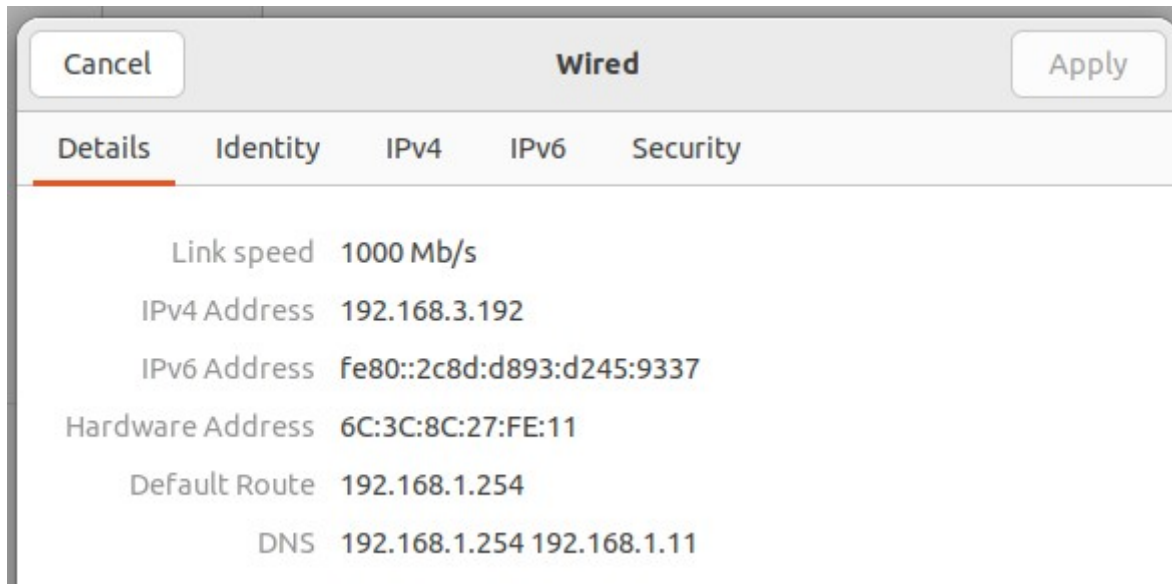 Cancel Wired Apply
Details Identity IPv4 IPv6 Security
Link speed 1000 Mb/s
IPv4 Address 192.168.3.192
IPv6 Address fe80::2c8d:d893:d245:9337
Hardware Address 6C:3C:8C:27:FE:11
Default Route 192.168.1.254
DNS 192.168.1.254 192.168.1.11